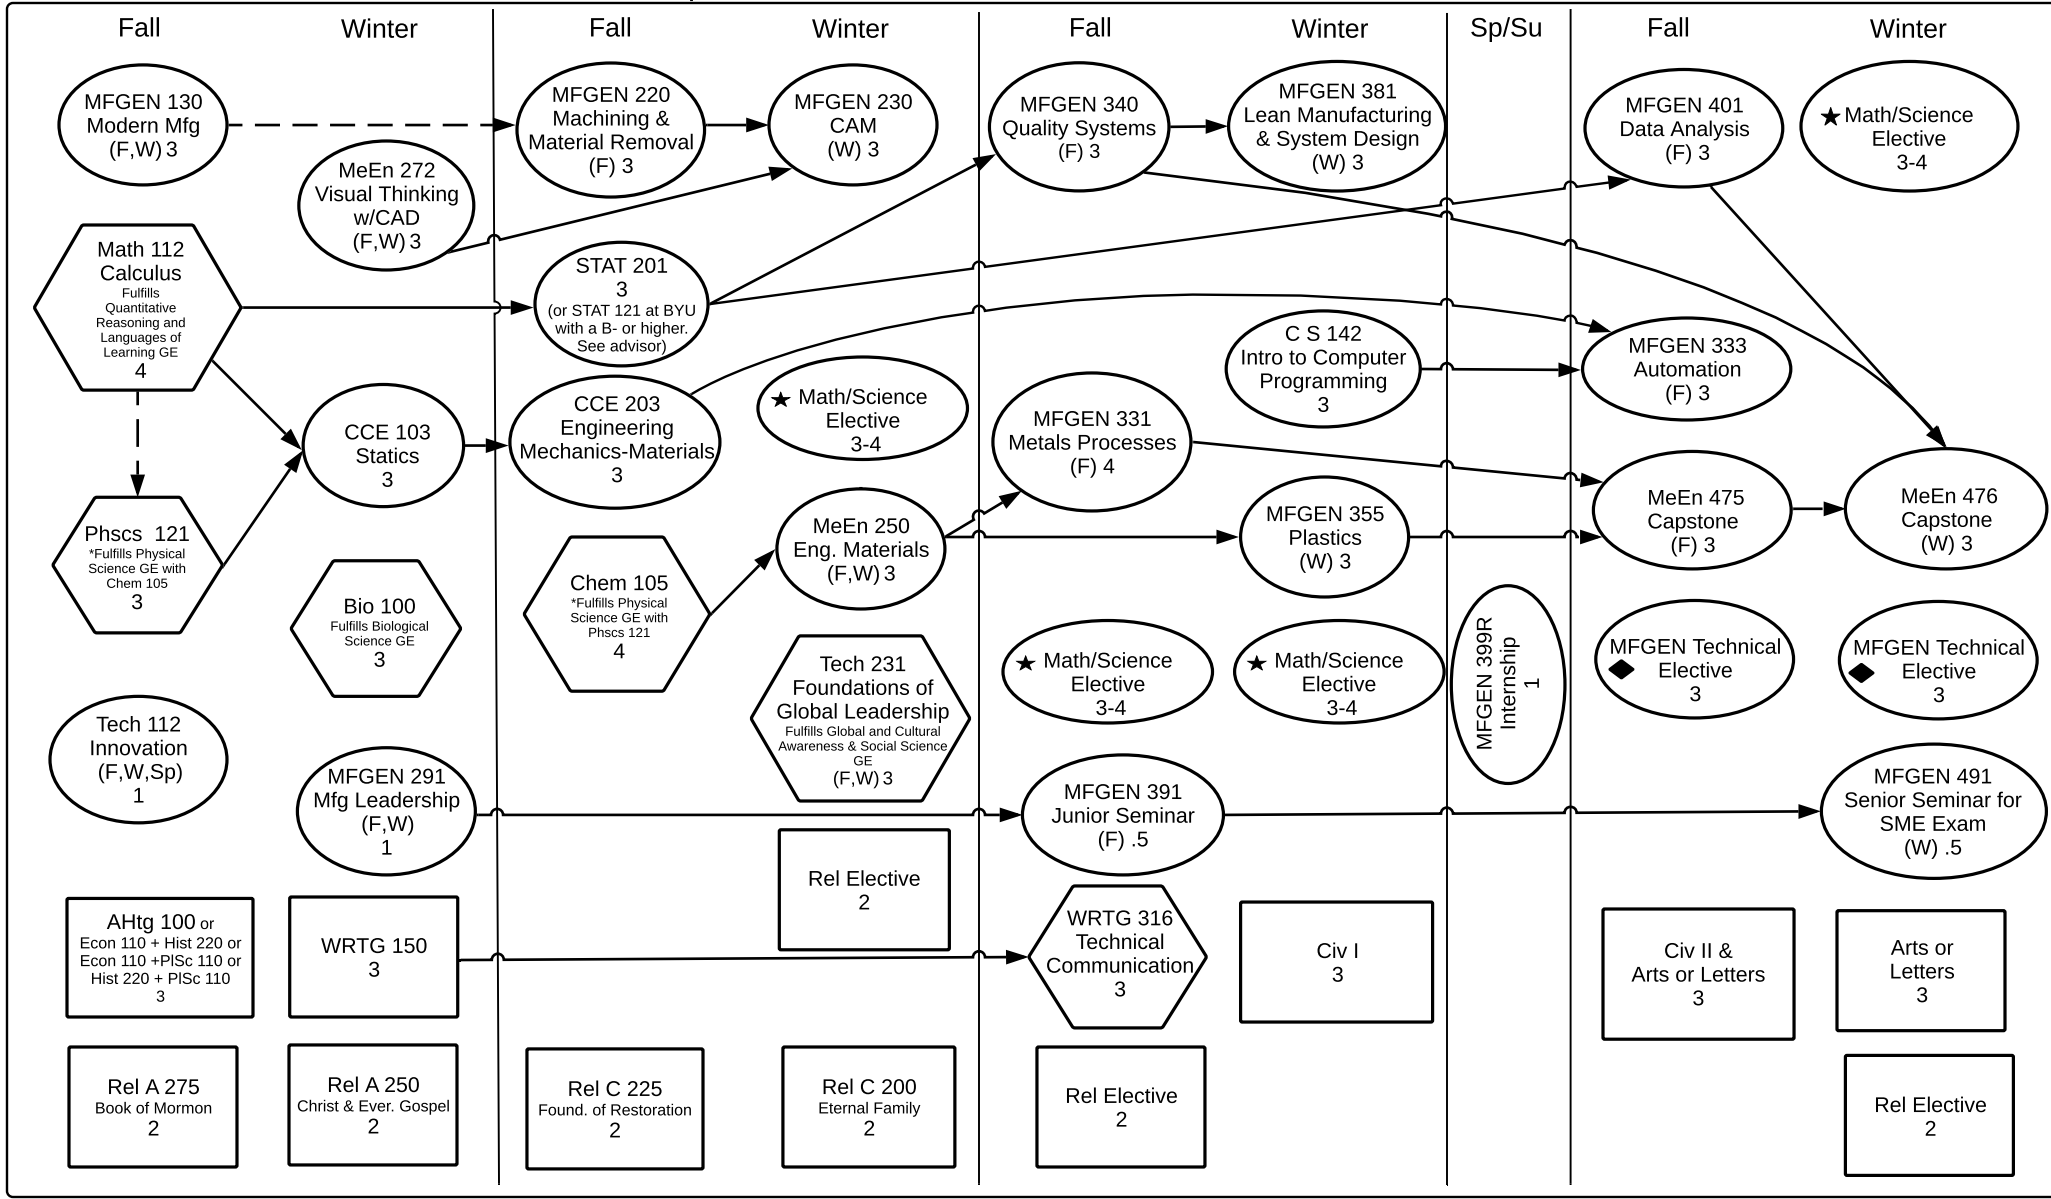 Fall
Winter
Fall
Winter
Fall
Winter
Sp/Su
Fall
Winter
MFGEN 130
Modern Mfg
(F,W) 3
Math 112
Calculus
Fulfills
Quantitative
Reasoning and
Languages of
Learning GE
4
Phscs 121
*Fulfills Physical
Science GE with
Chem 105
3
Tech 112
Innovation
(F,W,Sp)
1
AHtg 100 or
Econ 110 + Hist 220 or
Econ 110 +PlSc 110 or
Hist 220 + PlSc 110
3
Rel A 275
Book of Mormon
2
MeEn 272
Visual Thinking
w/CAD
(F,W) 3
CCE 103
Statics
3
Bio 100
Fulfills Biological
Science GE
3
MFGEN 291
Mfg Leadership
(F,W)
1
WRTG 150
3
Rel A 250
Christ & Ever. Gospel
2
MFGEN 220
Machining &
Material Removal
(F) 3
STAT 201
3
(or STAT 121 at BYU
with a B- or higher.
See advisor)
CCE 203
Engineering
Mechanics-Materials
3
Chem 105
*Fulfills Physical
Science GE with
Phscs 121
4
Rel C 225
Found. of Restoration
2
MFGEN 230
CAM
(W) 3
★ Math/Science
Elective
3-4
MeEn 250
Eng. Materials
(F,W) 3
Tech 231
Foundations of
Global Leadership
Fulfills Global and Cultural
Awareness & Social Science
GE
(F,W) 3
Rel Elective
2
Rel C 200
Eternal Family
2
MFGEN 340
Quality Systems
(F) 3
MFGEN 331
Metals Processes
(F) 4
★ Math/Science
Elective
3-4
MFGEN 391
Junior Seminar
(F) .5
WRTG 316
Technical
Communication
3
Rel Elective
2
MFGEN 381
Lean Manufacturing
& System Design
(W) 3
C S 142
Intro to Computer
Programming
3
MFGEN 355
Plastics
(W) 3
★ Math/Science
Elective
3-4
Civ I
3
MFGEN 399R
Internship
1
MFGEN 401
Data Analysis
(F) 3
MFGEN 333
Automation
(F) 3
MeEn 475
Capstone
(F) 3
MFGEN Technical
◆ Elective
3
Civ II &
Arts or Letters
3
★ Math/Science
Elective
3-4
MeEn 476
Capstone
(W) 3
MFGEN Technical
◆ Elective
3
MFGEN 491
Senior Seminar for
SME Exam
(W) .5
Arts or
Letters
3
Rel Elective
2